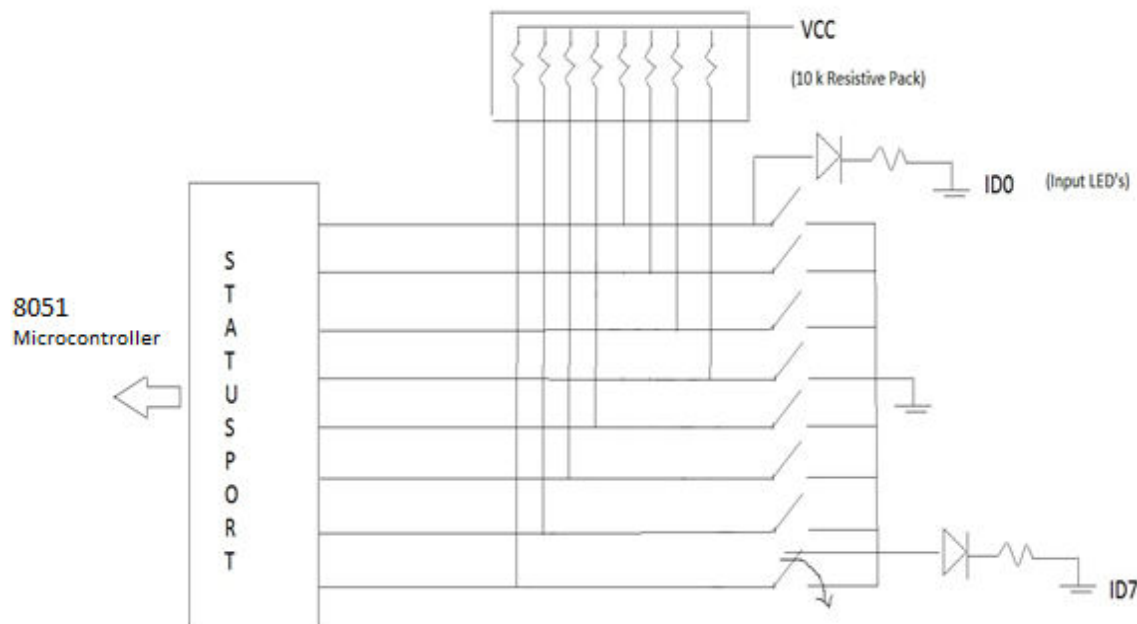 VCC
(10 k Resistive Pack)
ID0 (Input LED's)
8051
Microcontroller
S
T
A
T
U
S
P
O
R
T
ID7